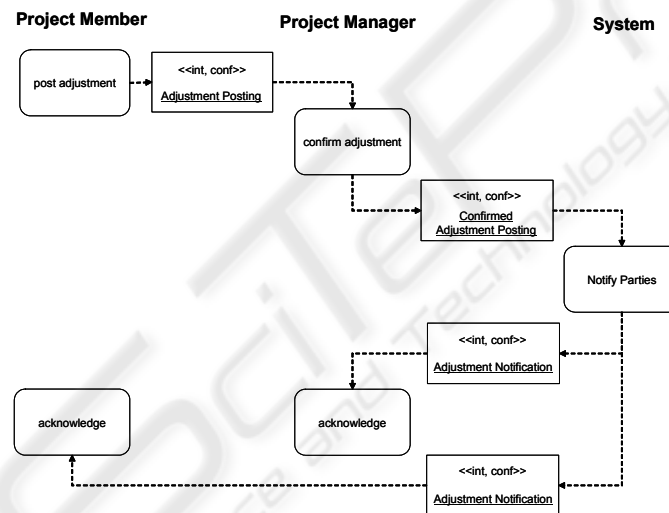 Project Member
Project Manager
System
post adjustment
<<int, conf>>
Adjustment Posting
confirm adjustment
<<int, conf>>
Confirmed
Adjustment Posting
Notify Parties
<<int, conf>>
Adjustment Notification
acknowledge
acknowledge
<<int, conf>>
Adjustment Notification